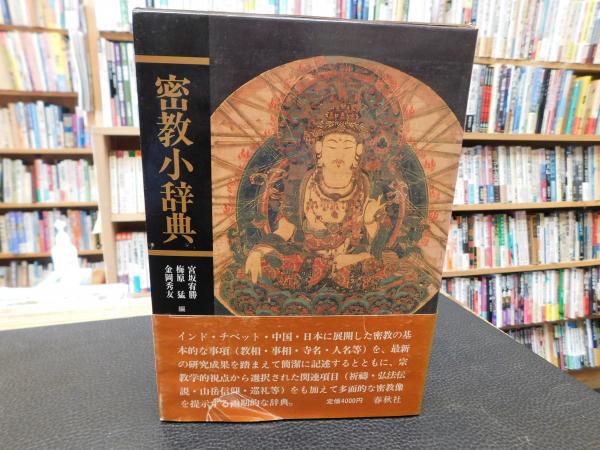 密教小辞典
宮坂宥勝
梅原 猛
金岡秀友
編
インド・チベット・中国・日本に展開した密教の基
本的な事項（教相・事相・寺名・人名等）を、最新
の研究成果を踏まえて簡潔に記述するとともに、宗
教学的視点から選択された関連項目（祈禱・弘法伝
説・山岳信仰・巡礼等）をも加えて多面的な密教像
を提示する画期的な辞典。
定価4000円 春秋社